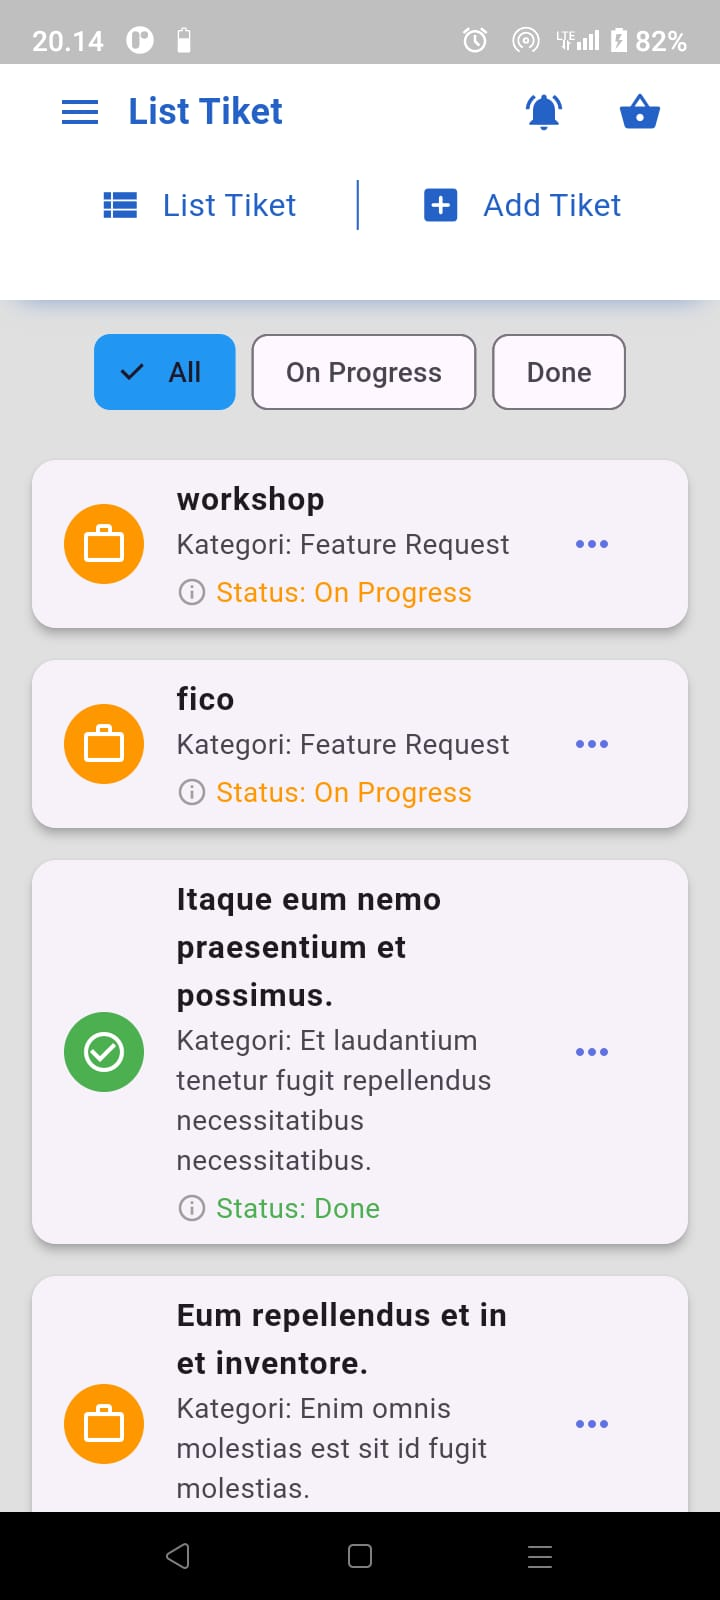 20.14
LTE
82%
List Tiket
List Tiket
Add Tiket
All
On Progress
Done
workshop
Kategori: Feature Request
Status: On Progress
fico
Kategori: Feature Request
Status: On Progress
Itaque eum nemo
praesentium et
possimus.
Kategori: Et laudantium
tenetur fugit repellendus
necessitatibus
necessitatibus.
Status: Done
Eum repellendus et in
et inventore.
Kategori: Enim omnis
molestias est sit id fugit
molestias.